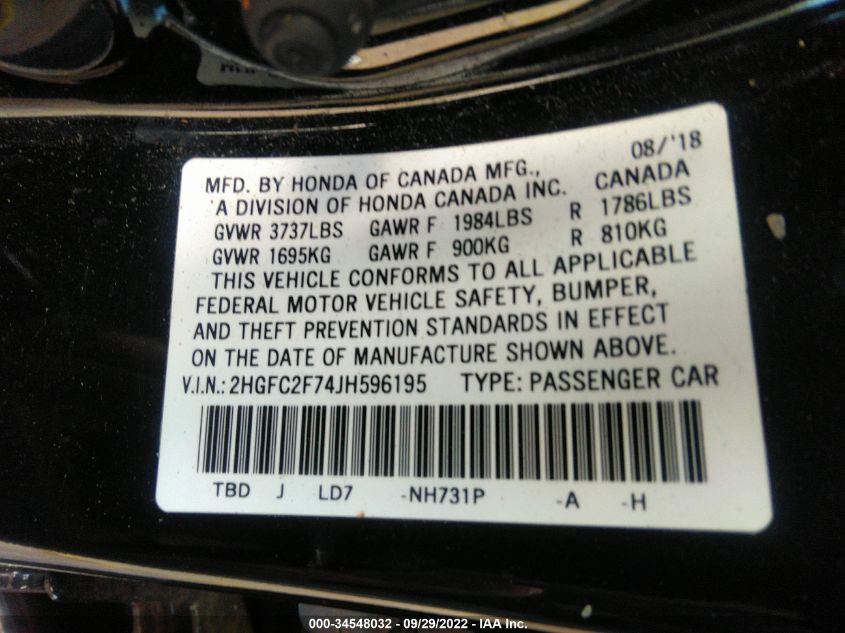 08/'18
MFD. BY HONDA OF CANADA MFG.,
'A DIVISION OF HONDA CANADA INC. CANADA
GVWR 3737LBS GAWR F 1984LBS R 1786LBS
GVWR 1695KG GAWR F 900KG R 810KG
THIS VEHICLE CONFORMS TO ALL APPLICABLE
FEDERAL MOTOR VEHICLE SAFETY, BUMPER,
AND THEFT PREVENTION STANDARDS IN EFFECT
ON THE DATE OF MANUFACTURE SHOWN ABOVE.
V.I.N.: 2HGFC2F74JH596195 TYPE: PASSENGER CAR
TBD J LD7 -NH731P -A -H
000-34548032 - 09/29/2022 - IAA Inc.